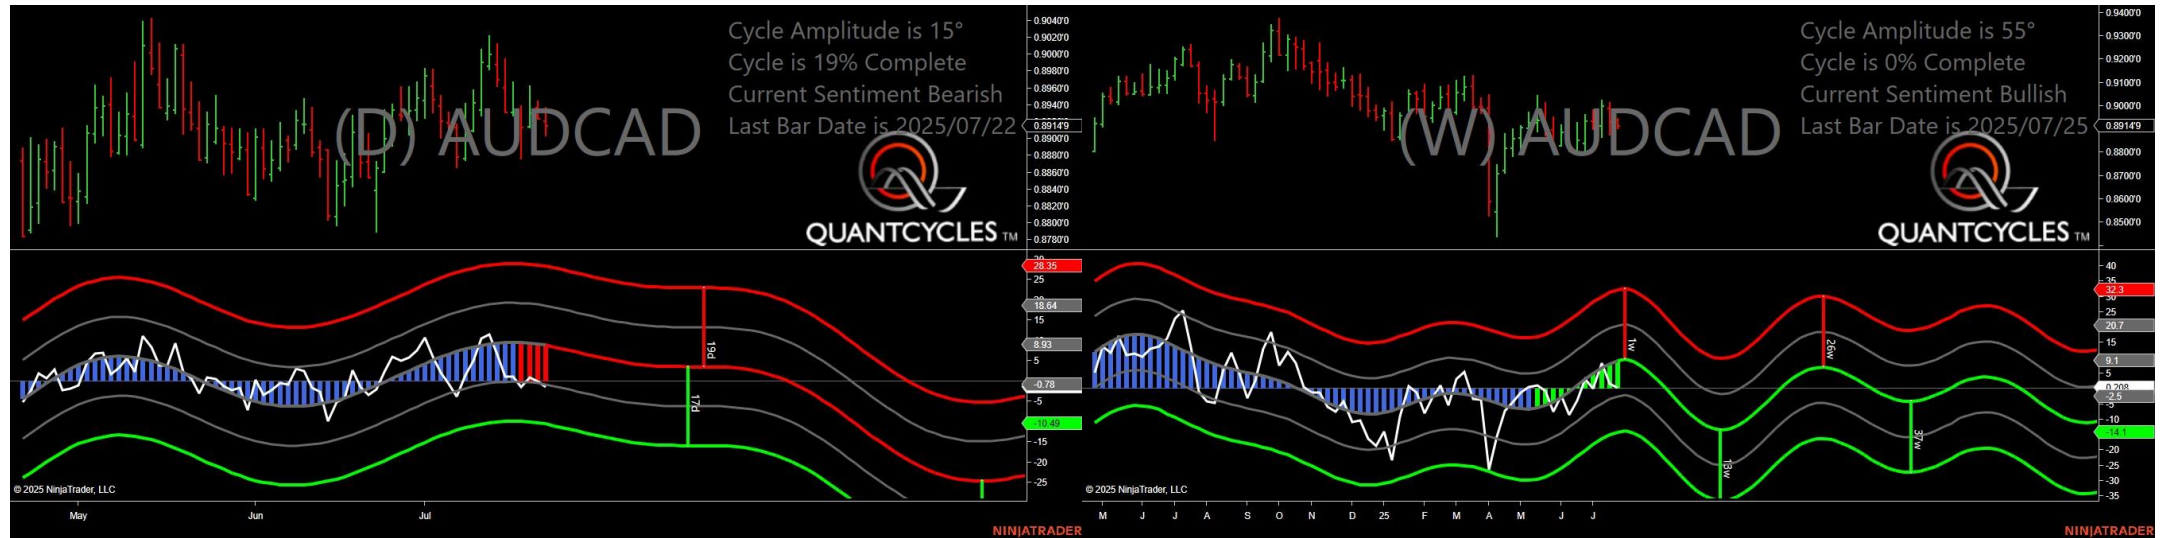 Cycle Amplitude is 15°
Cycle is 19% Complete
Current Sentiment Bearish
Last Bar Date is 2025/07/22
(D) AUDCAD
QUANTCYCLES TM
0.9040'0
0.9020'0
0.9000'0
0.8980'0
0.8960'0
0.8940'0
0.8914'9
0.8900'0
0.8880'0
0.8860'0
0.8840'0
0.8820'0
0.8800'0
0.8780'0
28.35
25
18.64
15
8.93
5
-0.78
-5
-10.49
-15
-20
-25
19d
17d
© 2025 NinjaTrader, LLC
May
Jun
Jul
NINJATRADER
Cycle Amplitude is 55°
Cycle is 0% Complete
Current Sentiment Bullish
Last Bar Date is 2025/07/25
(W) AUDCAD
QUANTCYCLES TM
0.9400'0
0.9300'0
0.9200'0
0.9100'0
0.9000'0
0.8914'9
0.8800'0
0.8700'0
0.8600'0
0.8500'0
40
35
32.3
30
25
20.7
15
9.1
5
0.208
-2.5
-5
-10
-14.1
-20
-25
-30
-35
1w
26w
13w
37w
© 2025 NinjaTrader, LLC
M
J
J
A
S
O
N
D
25
F
M
A
M
J
J
NINJATRADER